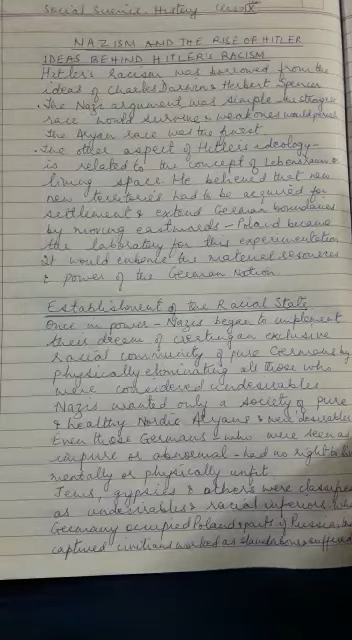 Social Science - History Class X
NAZISM AND THE RISE OF HITLER
IDEAS BEHIND HITLER'S RACISM
Hitler's racism was borrowed from the
ideas of Charles Darwin & Herbert Spencer
• The Nazi argument was simple the strongest
race would survive & weak ones would perish
The Aryan race was the finest
• The other aspect of Hitler's ideology -
is related to the concept of Lebensraum or
living space. He believed that new
new territories had to be acquired for
settlement & extend German boundaries
by moving eastwards - Poland became
the laboratory for this experimentation
It would enhance the material resources
& power of the German Nation
Establishment of the Racial State
Once in power - Nazis began to implement
their dream of creating an exclusive
racial community of pure Germans by
physically eliminating all those who
were considered undesirables
Nazis wanted only a society of pure
& healthy Nordic Aryans & were desirables
Even those Germans - who were seen as
impure or abnormal - had no right to live
mentally or physically unfit
Jews, gypsies & others were classified
as undesirables racial inferiors
Germany occupied Poland & parts of Russia
captured civilians worked as slave labour & suffered